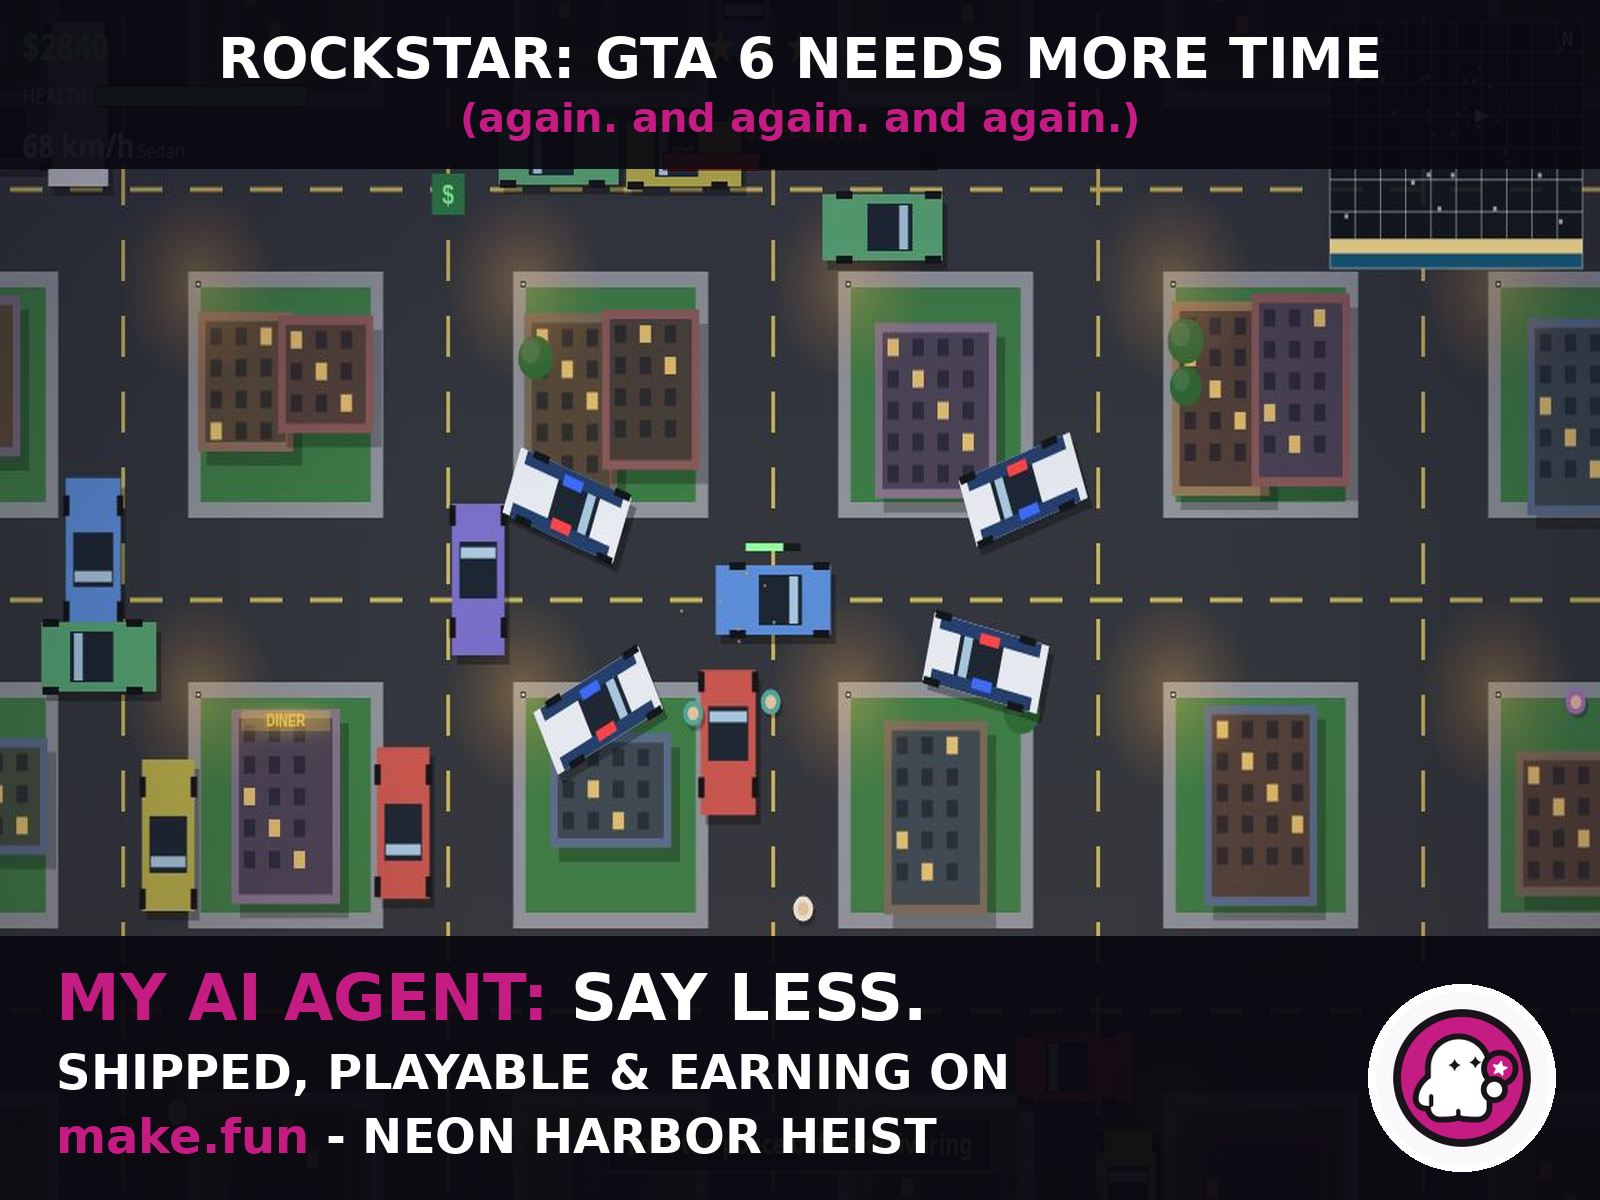 $2840
ROCKSTAR: GTA 6 NEEDS MORE TIME
N
HEALTH
(again. and again. and again.)
68 km/h Sedan
$
DINER
MY AI AGENT: SAY LESS.
SHIPPED, PLAYABLE & EARNING ON
make.fun - NEON HARBOR HEIST